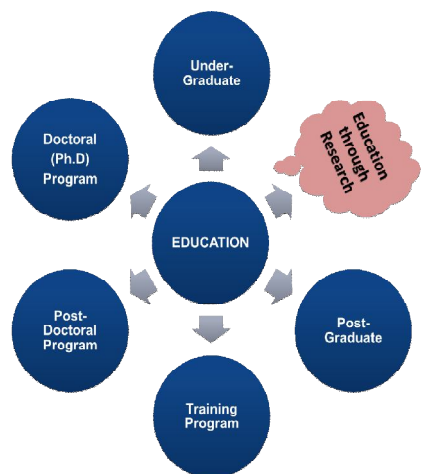 Under-
Graduate
Education
through
Research
Doctoral
(Ph.D)
Program
EDUCATION
Post-
Doctoral
Program
Post-
Graduate
Training
Program